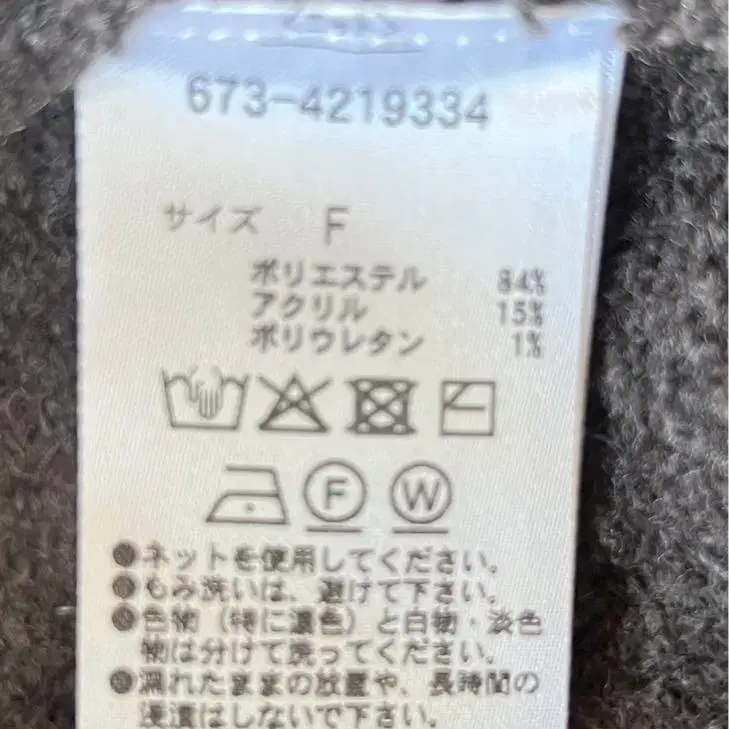 673-4219334
サイズ F
ポリエステル 84%
アクリル 15%
ポリウレタン 1%
F W
●ネットを使用してください。
●もみ洗いは、避けて下さい。
●色物（特に濃色）と白物・淡色
物は分けて洗ってください。
●濡れたままの放置や、長時間の
浸漬はしないで下さい。